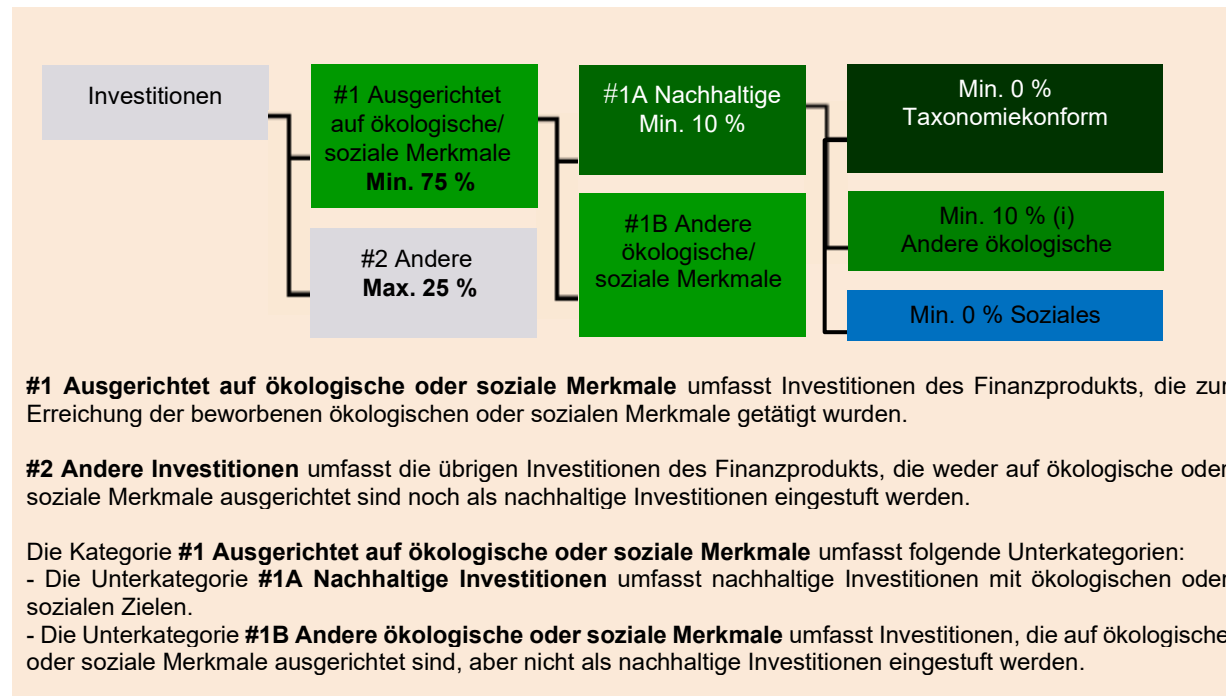 Investitionen
#1 Ausgerichtet
auf ökologische/
soziale Merkmale
Min. 75 %
#2 Andere
Max. 25 %
#1A Nachhaltige
Min. 10 %
#1B Andere
ökologische/
soziale Merkmale
Min. 0 %
Taxonomiekonform
Min. 10 % (i)
Andere ökologische
Min. 0 % Soziales
#1 Ausgerichtet auf ökologische oder soziale Merkmale umfasst Investitionen des Finanzprodukts, die zur
Erreichung der beworbenen ökologischen oder sozialen Merkmale getätigt wurden.
#2 Andere Investitionen umfasst die übrigen Investitionen des Finanzprodukts, die weder auf ökologische oder
soziale Merkmale ausgerichtet sind noch als nachhaltige Investitionen eingestuft werden.
Die Kategorie #1 Ausgerichtet auf ökologische oder soziale Merkmale umfasst folgende Unterkategorien:
- Die Unterkategorie #1A Nachhaltige Investitionen umfasst nachhaltige Investitionen mit ökologischen oder
sozialen Zielen.
- Die Unterkategorie #1B Andere ökologische oder soziale Merkmale umfasst Investitionen, die auf ökologische
oder soziale Merkmale ausgerichtet sind, aber nicht als nachhaltige Investitionen eingestuft werden.